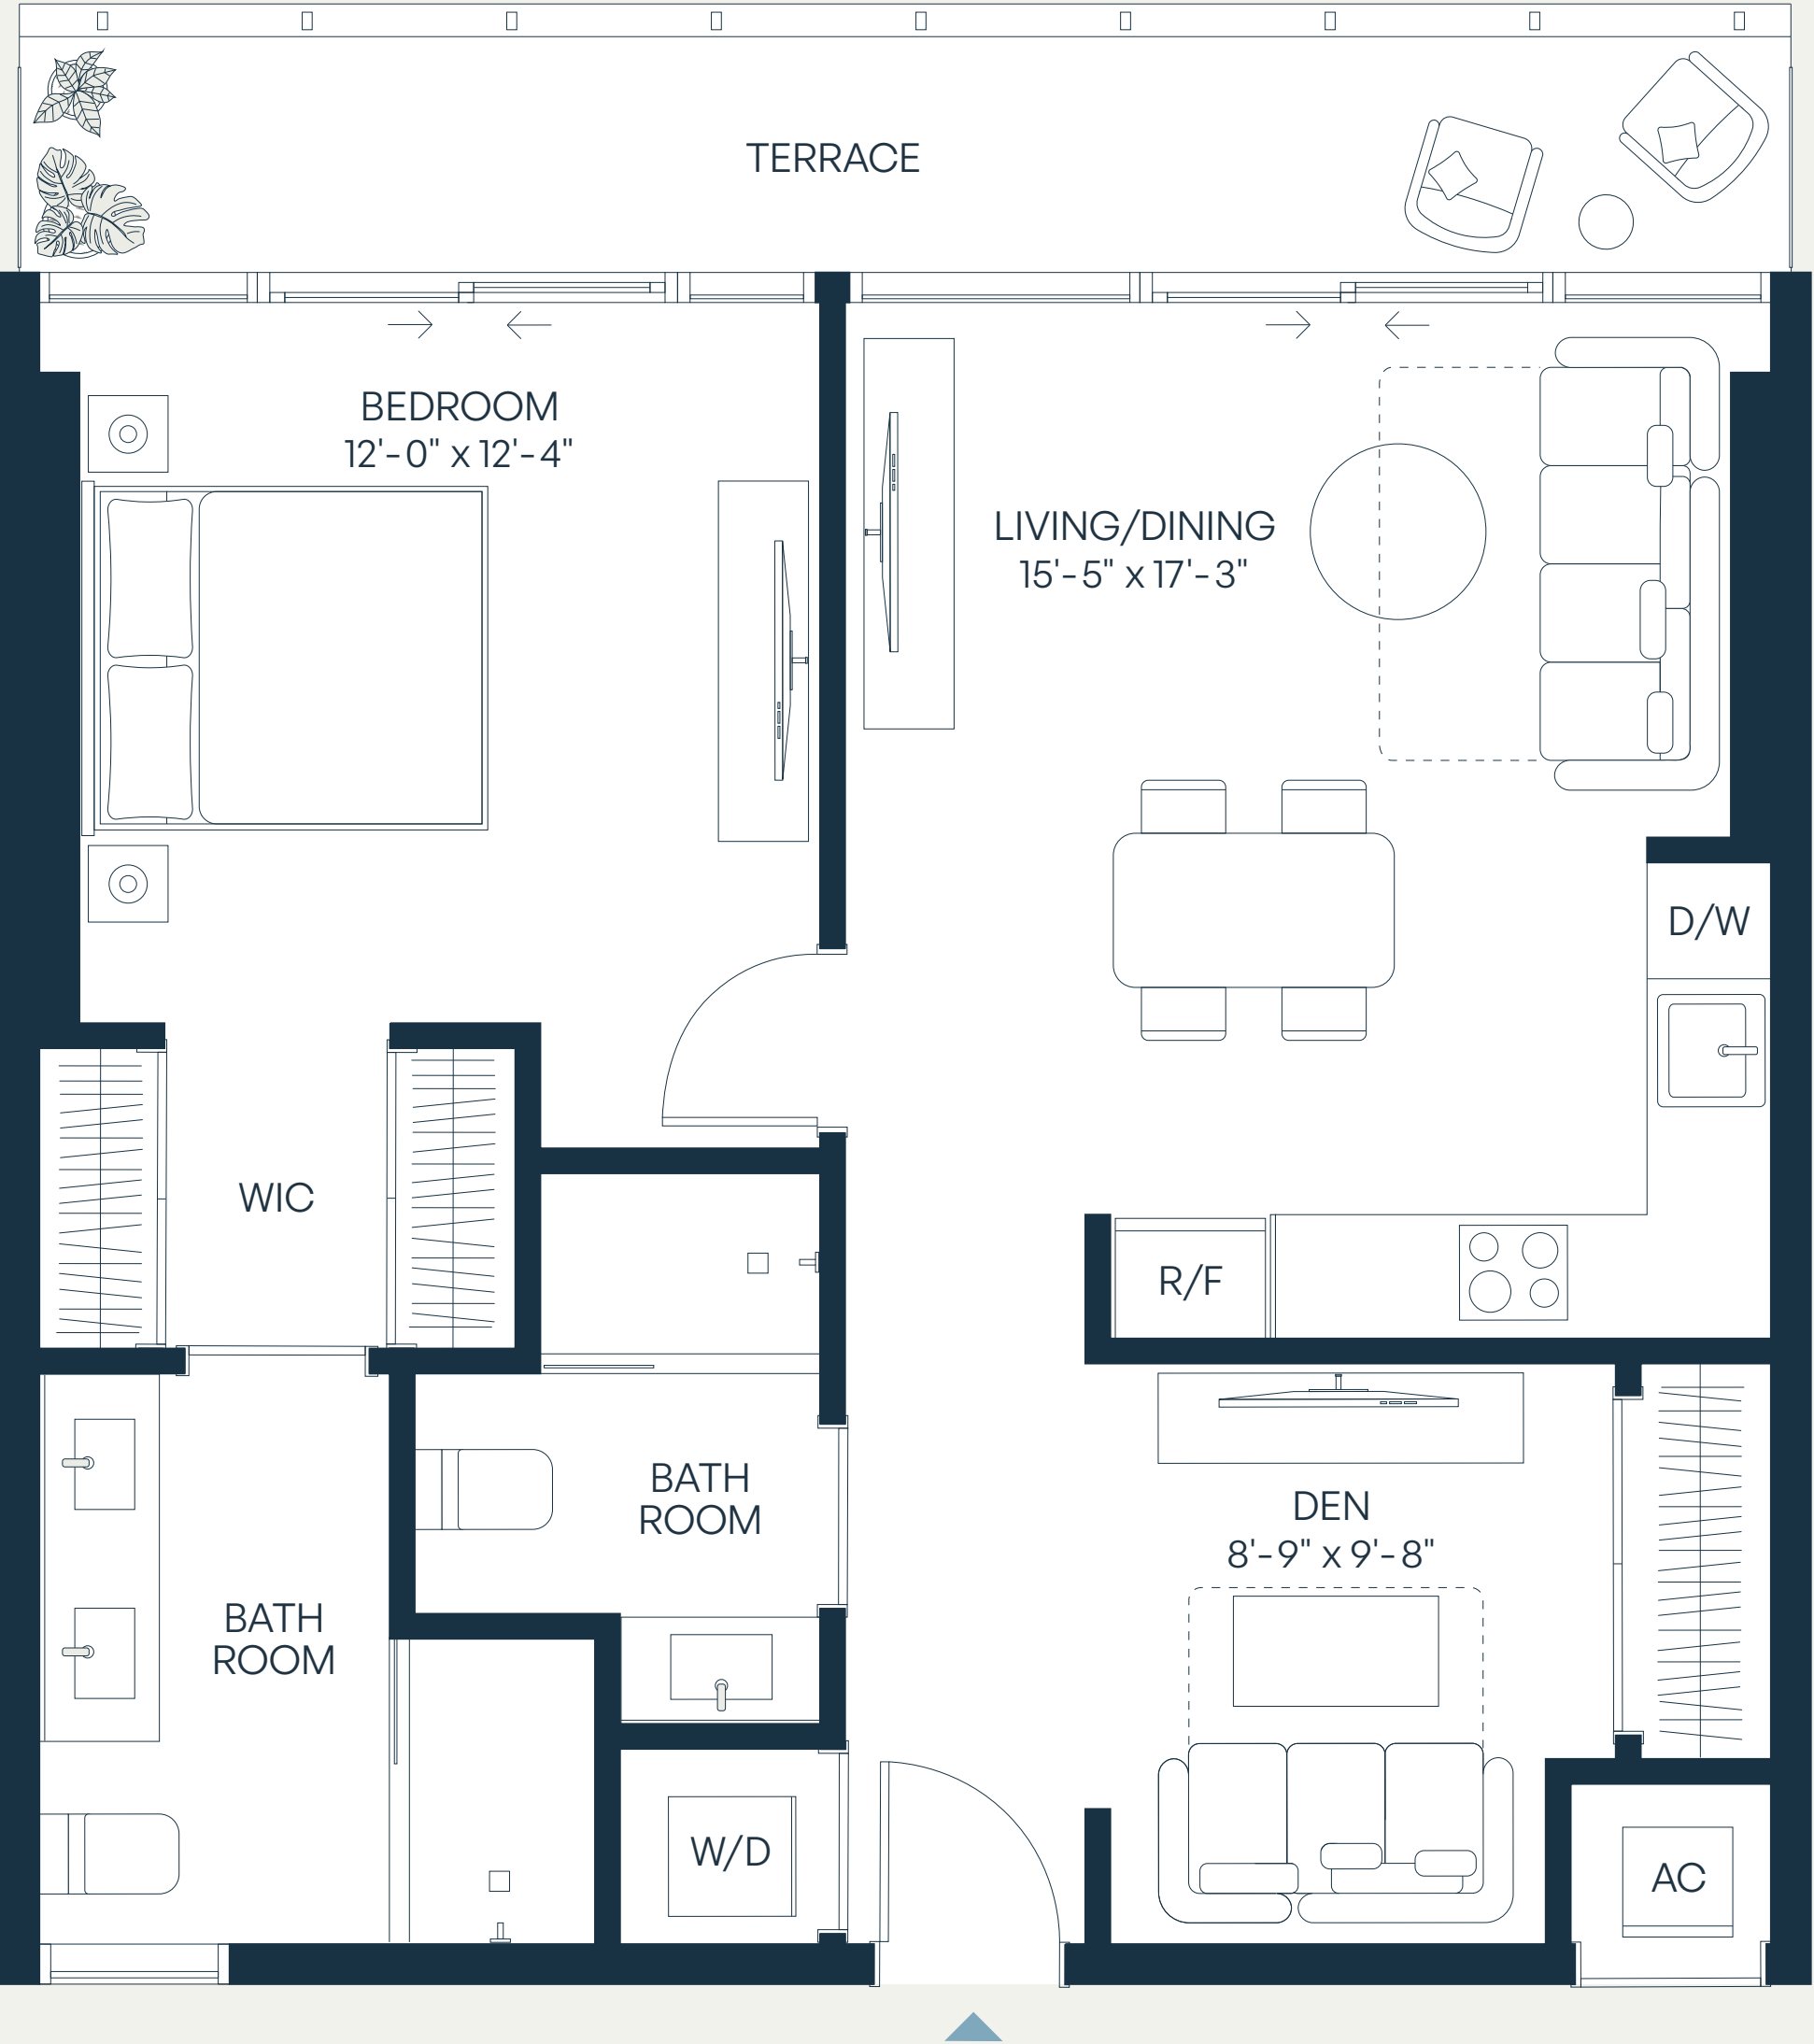 TERRACE
BEDROOM
12'-0" x 12'-4"
LIVING/DINING
15'-5" x 17'-3"
D/W
WIC
R/F
BATH
ROOM
DEN
8'-9" x 9'-8"
BATH
ROOM
W/D
AC